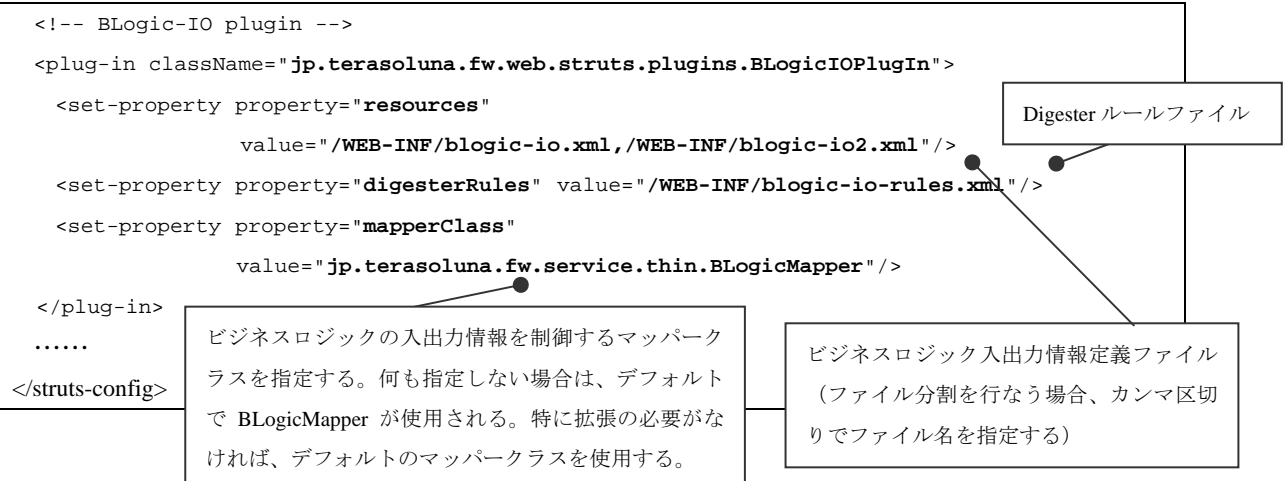 <!-- BLogic-IO plugin -->
<plug-in className="jp.terasoluna.fw.web.struts.plugins.BLogicIOPlugIn">
<set-property property="resources"
value="/WEB-INF/blogic-io.xml,/WEB-INF/blogic-io2.xml"/>
<set-property property="digesterRules" value="/WEB-INF/blogic-io-rules.xml"/>
<set-property property="mapperClass"
value="jp.terasoluna.fw.service.thin.BLogicMapper"/>
</plug-in>
……
</struts-config>
Digester ルールファイル
ビジネスロジックの入出力情報を制御するマッパーク
ラスを指定する。何も指定しない場合は、デフォルト
で BLogicMapper が使用される。特に拡張の必要がな
ければ、デフォルトのマッパークラスを使用する。
ビジネスロジック入出力情報定義ファイル
（ファイル分割を行なう場合、カンマ区切
りでファイル名を指定する）